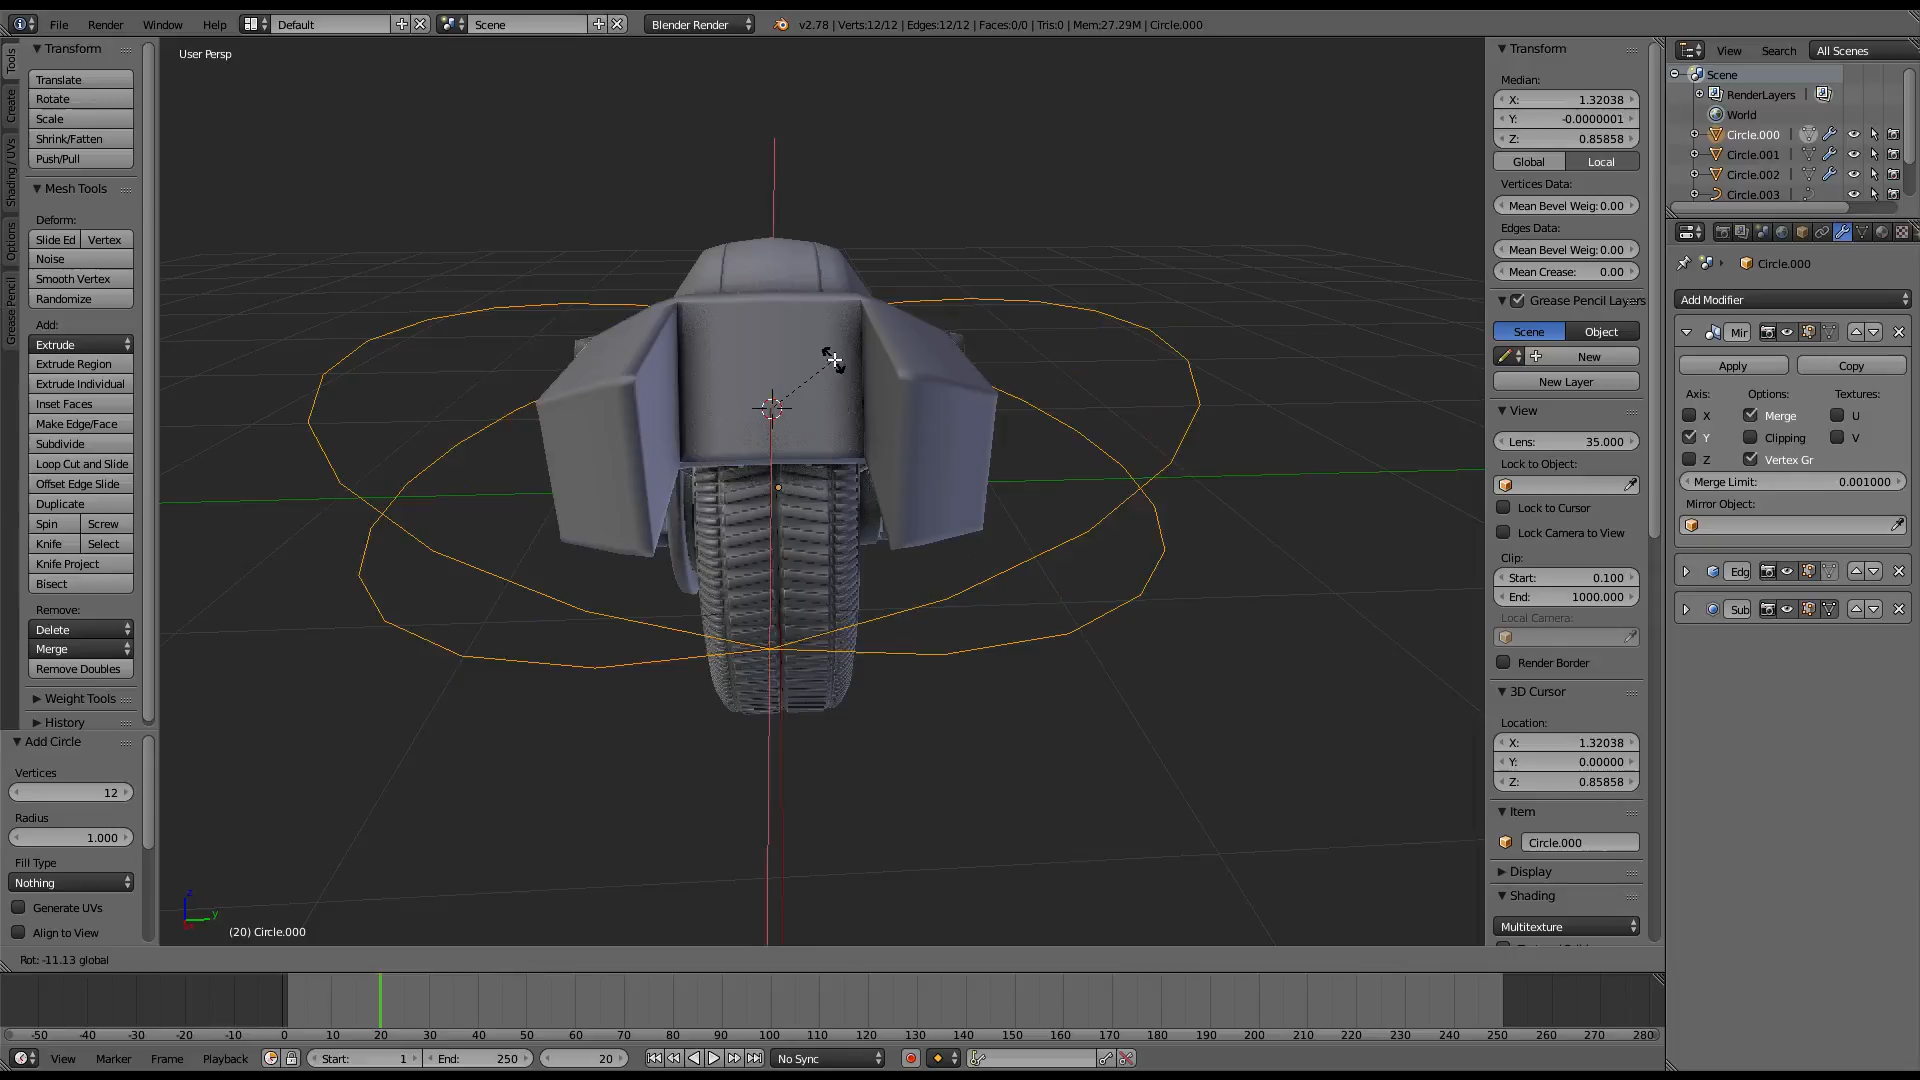 File Render Window Help Default Scene Blender Render v2.78 | Verts:12/12 | Edges:12/12 | Faces:0/0 | Tris:0 | Mem:27.29M | Circle.000
User Persp
Tools
Create
Shading / UVs
Options
Grease Pencil
Transform
Translate
Rotate
Scale
Shrink/Fatten
Push/Pull
Mesh Tools
Deform:
Slide Ed Vertex
Noise
Smooth Vertex
Randomize
Add:
Extrude
Extrude Region
Extrude Individual
Inset Faces
Make Edge/Face
Subdivide
Loop Cut and Slide
Offset Edge Slide
Duplicate
Spin Screw
Knife Select
Knife Project
Bisect
Remove:
Delete
Merge
Remove Doubles
Weight Tools
History
Add Circle
Vertices
12
Radius
1.000
Fill Type
Nothing
Generate UVs
Align to View
z
y
(20) Circle.000
Rot: -11.13 global
Transform
Median:
X: 1.32038
Y: -0.0000001
Z: 0.85858
Global Local
Vertices Data:
Mean Bevel Weig: 0.00
Edges Data:
Mean Bevel Weig: 0.00
Mean Crease: 0.00
Grease Pencil Layers
Scene Object
New
New Layer
View
Lens: 35.000
Lock to Object:
Lock to Cursor
Lock Camera to View
Clip:
Start: 0.100
End: 1000.000
Local Camera:
Render Border
3D Cursor
Location:
X: 1.32038
Y: 0.00000
Z: 0.85858
Item
Circle.000
Display
Shading
Multitexture
View Search All Scenes
Scene
RenderLayers
World
Circle.000
Circle.001
Circle.002
Circle.003
Circle.000
Add Modifier
Mir
Apply Copy
Axis: Options: Textures:
X Merge U
Y Clipping V
Z Vertex Gr
Merge Limit: 0.001000
Mirror Object:
Edg
Sub
-50 -40 -30 -20 -10 0 10 20 30 40 50 60 70 80 90 100 110 120 130 140 150 160 170 180 190 200 210 220 230 240 250 260 270 280
View Marker Frame Playback Start: 1 End: 250 20 No Sync